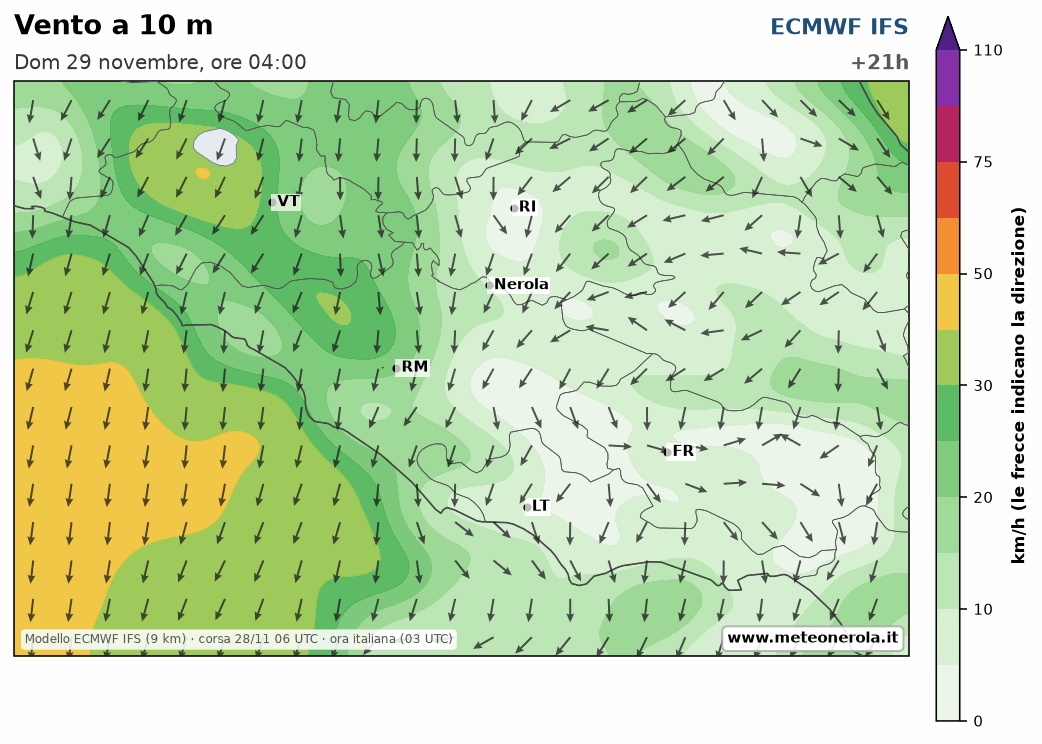 Vento a 10 m
ECMWF IFS
Dom 29 novembre, ore 04:00
+21h
110
75
50
30
20
10
0
km/h (le frecce indicano la direzione)
VT
RI
Nerola
RM
FR
LT
Modello ECMWF IFS (9 km) · corsa 28/11 06 UTC · ora italiana (03 UTC)
www.meteonerola.it